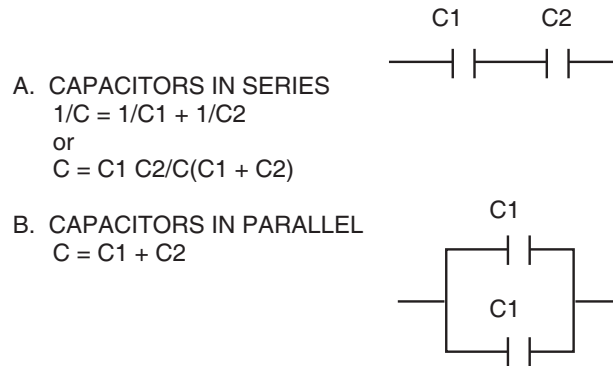 C1 C2
A. CAPACITORS IN SERIES
1/C = 1/C1 + 1/C2
or
C = C1 C2/C(C1 + C2)
B. CAPACITORS IN PARALLEL
C = C1 + C2
C1
C1